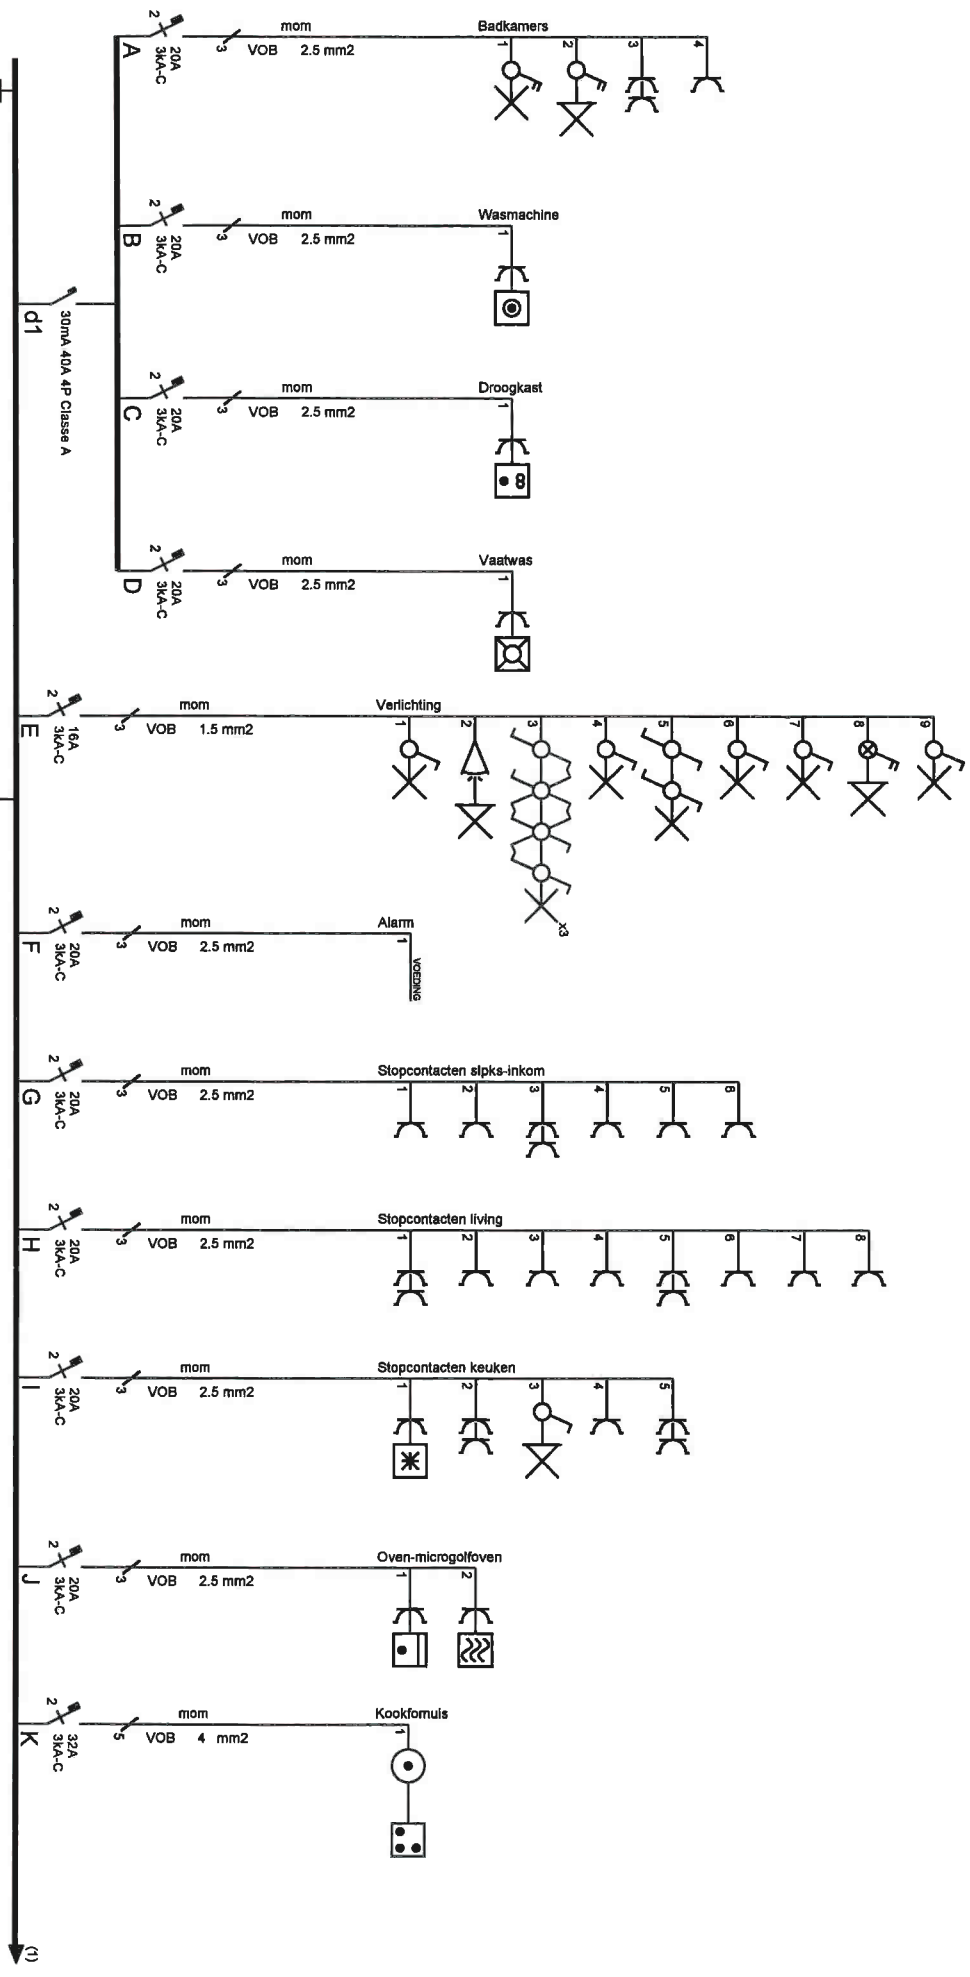 mom
Badkamers
2
20A
3kA-C
3
VOB 2.5 mm2
A
1
2
3
4
mom
Wasmachine
2
20A
3kA-C
3
VOB 2.5 mm2
B
1
d1
30mA 40A 4P Classe A
mom
Droogkast
2
20A
3kA-C
3
VOB 2.5 mm2
C
1
mom
Vaatwas
2
20A
3kA-C
3
VOB 2.5 mm2
D
1
mom
Verlichting
2
16A
3kA-C
3
VOB 1.5 mm2
E
1
2
3
4
5
6
7
8
9
x3
mom
Alarm
2
20A
3kA-C
3
VOB 2.5 mm2
F
1
VOEDING
mom
Stopcontacten slpks-inkom
2
20A
3kA-C
3
VOB 2.5 mm2
G
1
2
3
4
5
6
mom
Stopcontacten living
2
20A
3kA-C
3
VOB 2.5 mm2
H
1
2
3
4
5
6
7
8
mom
Stopcontacten keuken
2
20A
3kA-C
3
VOB 2.5 mm2
I
1
2
3
4
5
mom
Oven-microgolfoven
2
20A
3kA-C
3
VOB 2.5 mm2
J
1
2
mom
Kookfornuis
2
32A
3kA-C
5
VOB 4 mm2
K
1
(1)